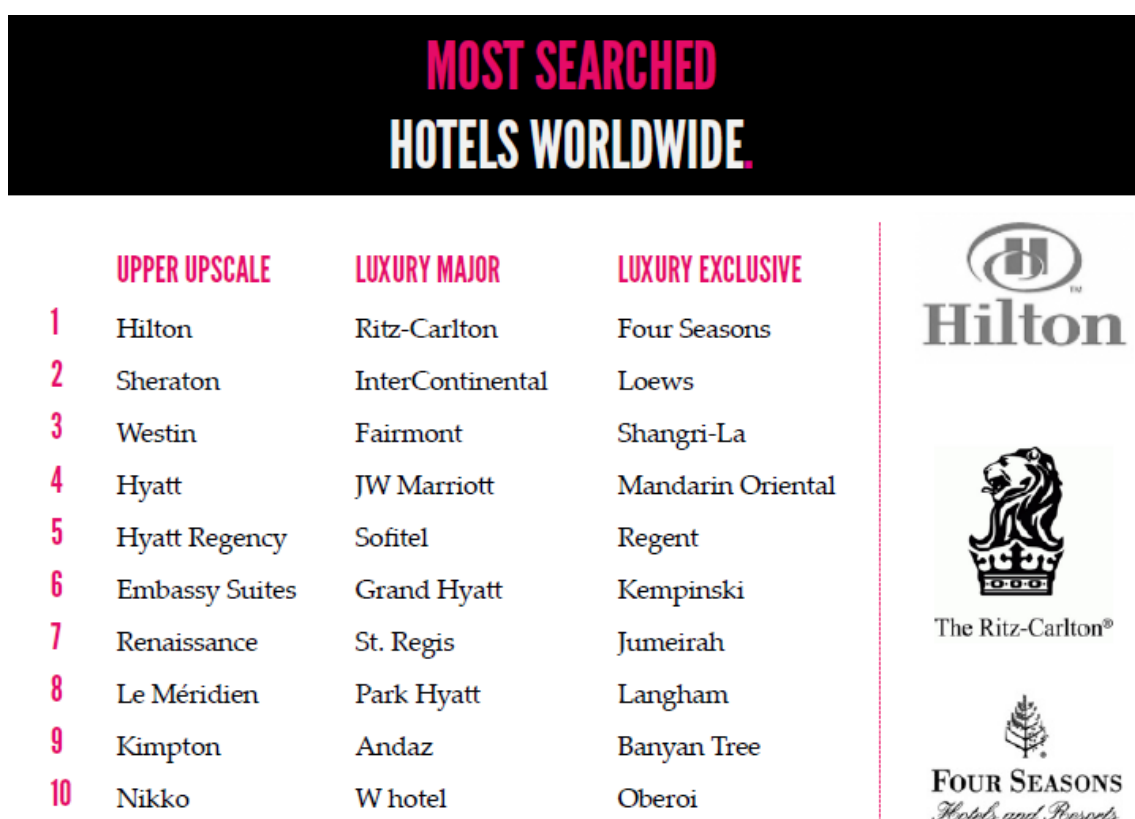 MOST SEARCHED
HOTELS WORLDWIDE.
UPPER UPSCALE LUXURY MAJOR LUXURY EXCLUSIVE
1 Hilton Ritz-Carlton Four Seasons
2 Sheraton InterContinental Loews
3 Westin Fairmont Shangri-La
4 Hyatt JW Marriott Mandarin Oriental
5 Hyatt Regency Sofitel Regent
6 Embassy Suites Grand Hyatt Kempinski
7 Renaissance St. Regis Jumeirah
8 Le Méridien Park Hyatt Langham
9 Kimpton Andaz Banyan Tree
10 Nikko W hotel Oberoi
H TM
Hilton
The Ritz-Carlton®
FOUR SEASONS
Hotels and Resorts